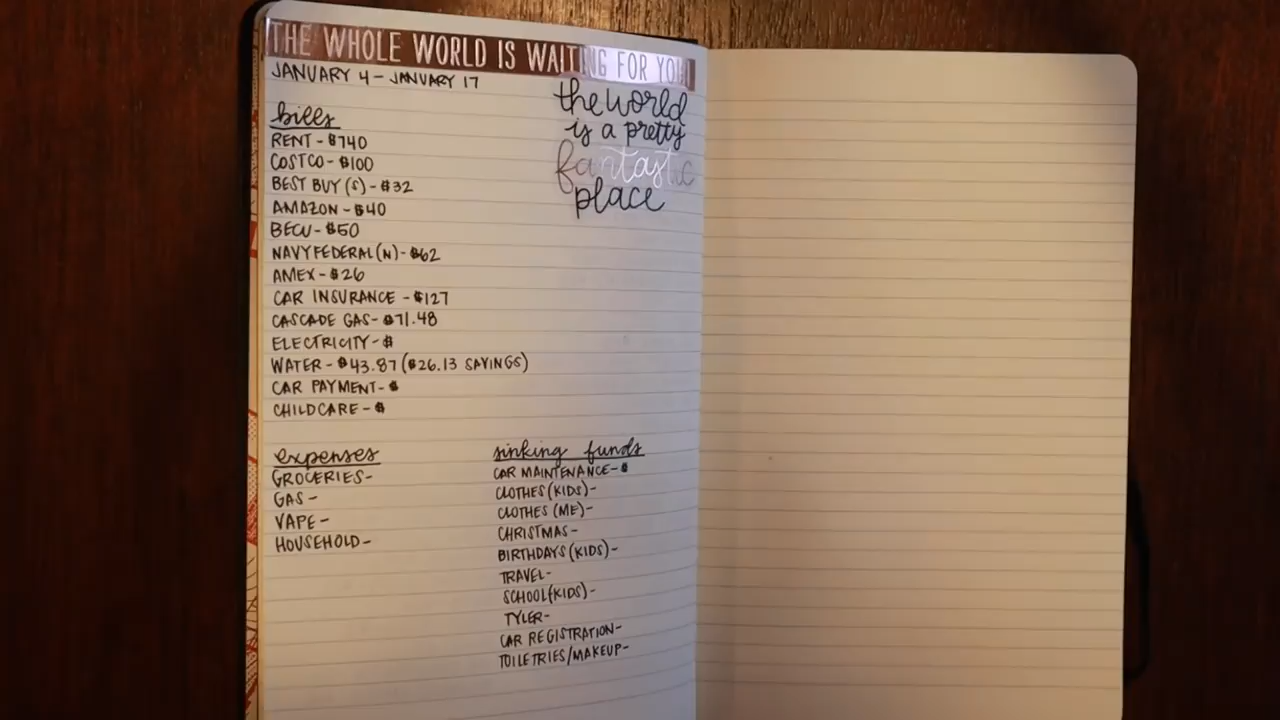 THE WHOLE WORLD IS WAITING FOR YOU
JANUARY 4 - JANUARY 17
the world
is a pretty
fantastic
place
bills
RENT - $740
COSTCO - $100
BEST BUY (S) - $32
AMAZON - $40
BECU - $50
NAVYFEDERAL (N) - $62
AMEX - $26
CAR INSURANCE - $127
CASCADE GAS - $71.48
ELECTRICITY - $
WATER - $43.87 ($26.13 SAVINGS)
CAR PAYMENT - $
CHILDCARE - $
expenses
GROCERIES -
GAS -
VAPE -
HOUSEHOLD -
sinking funds
CAR MAINTENANCE - $
CLOTHES (KIDS) -
CLOTHES (ME) -
CHRISTMAS -
BIRTHDAYS (KIDS) -
TRAVEL -
SCHOOL (KIDS) -
TYLER -
CAR REGISTRATION -
TOILETRIES/MAKEUP -